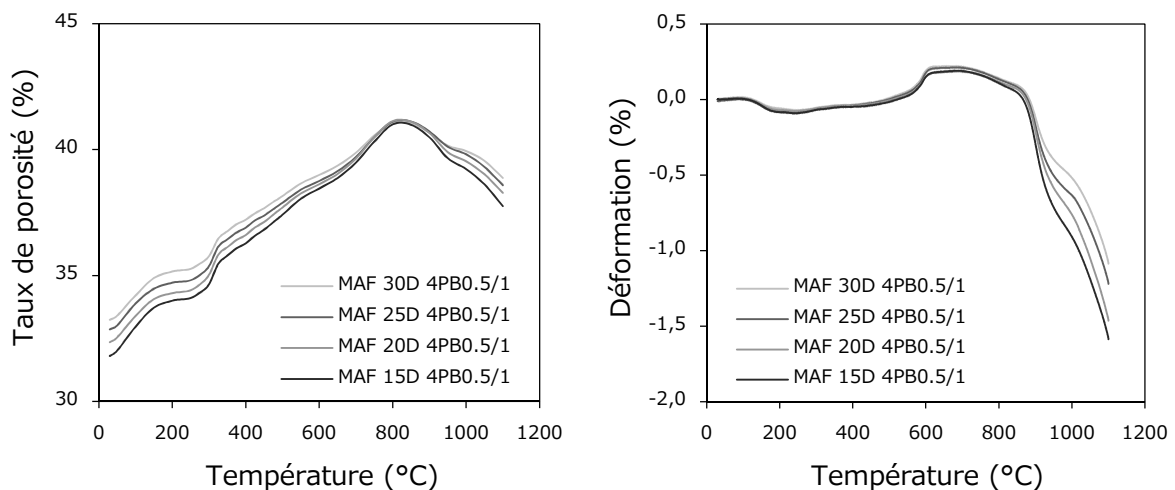 Taux de porosité (%)
45
40
35
30
0
200
400
600
800
1000
1200
Température (°C)
MAF 30D 4PB0.5/1
MAF 25D 4PB0.5/1
MAF 20D 4PB0.5/1
MAF 15D 4PB0.5/1
Déformation (%)
0,5
0,0
-0,5
-1,0
-1,5
-2,0
0
200
400
600
800
1000
1200
Température (°C)
MAF 30D 4PB0.5/1
MAF 25D 4PB0.5/1
MAF 20D 4PB0.5/1
MAF 15D 4PB0.5/1